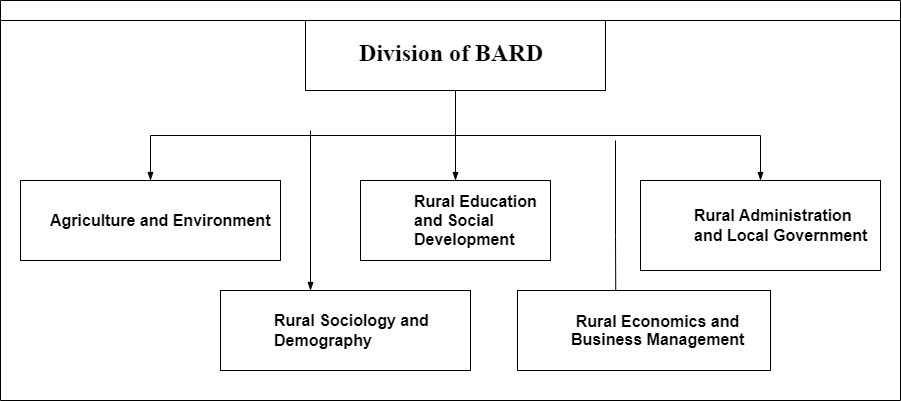 Division of BARD
Agriculture and Environment
Rural Education
and Social
Development
Rural Administration
and Local Government
Rural Sociology and
Demography
Rural Economics and
Business Management